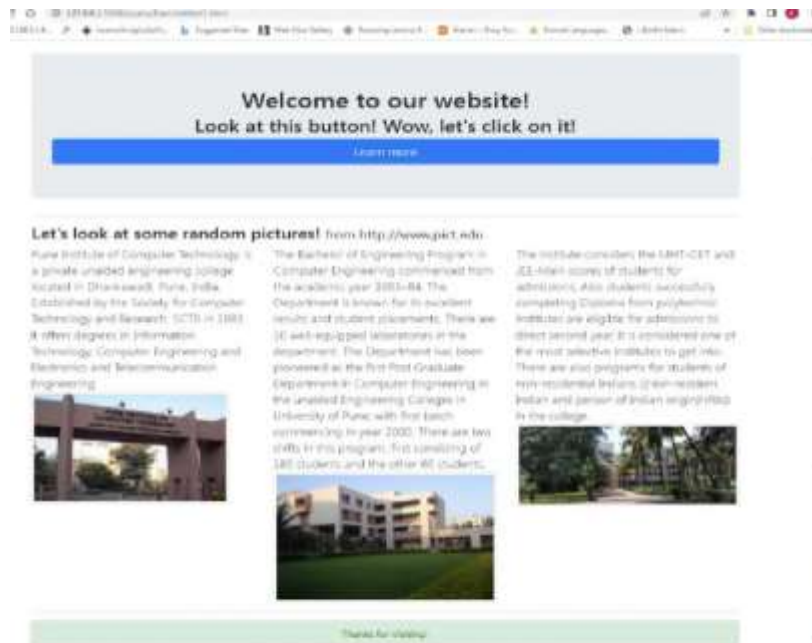 Welcome to our website!
Look at this button! Wow, let's click on it!
Learn more
Let's look at some random pictures! from http://www.pict.edu
Pune Institute of Computer Technology, is
a private unaided engineering college
located in Dhankawadi, Pune, India.
Established by the Society for Computer
Technology and Research, SCTR in 1983.
it offers degrees in Information
Technology, Computer Engineering and
Electronics and Telecommunication
Engineering
The Bachelor of Engineering Program in
Computer Engineering commenced from
the academic year
The
Department is known for its excellent
results and student placements. There are
10 well-equipped laboratories in the
department. The Department has been
pioneered as the first Post Graduate
Department in Computer Engineering in
the unaided Engineering Colleges in
University of Pune; with first batch
commencing in year 2000. There are two
shifts in this program; first consisting of
students and the other 60 students.
The institute considers the MHT-CET and
JEE-Main scores of students for
admissions. Also students successfully
completing Diploma from polytechnic
institutes are eligible for admissions to
direct second year. It is considered one of
the most selective institutes to get into.
There are also programs for students of
non-residential Indians,
Indian and person of Indian origin
in the college.
Thanks for visiting!